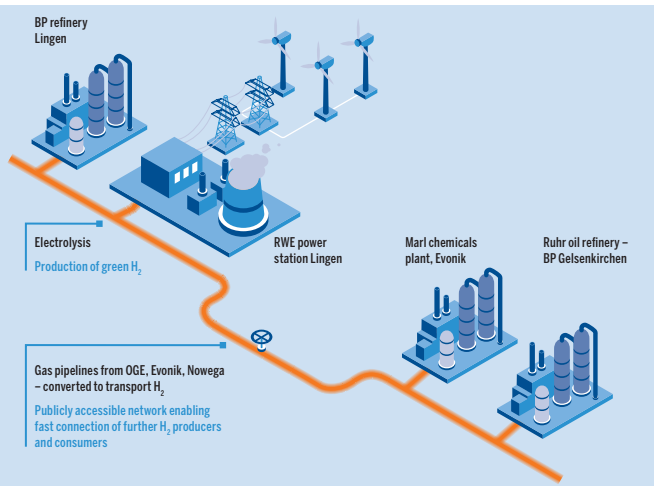 BP refinery
Lingen
Electrolysis
Production of green H₂
RWE power
station Lingen
Marl chemicals
plant, Evonik
Ruhr oil refinery –
BP Gelsenkirchen
Gas pipelines from OGE, Evonik, Nowega
– converted to transport H₂
Publicly accessible network enabling
fast connection of further H₂ producers
and consumers